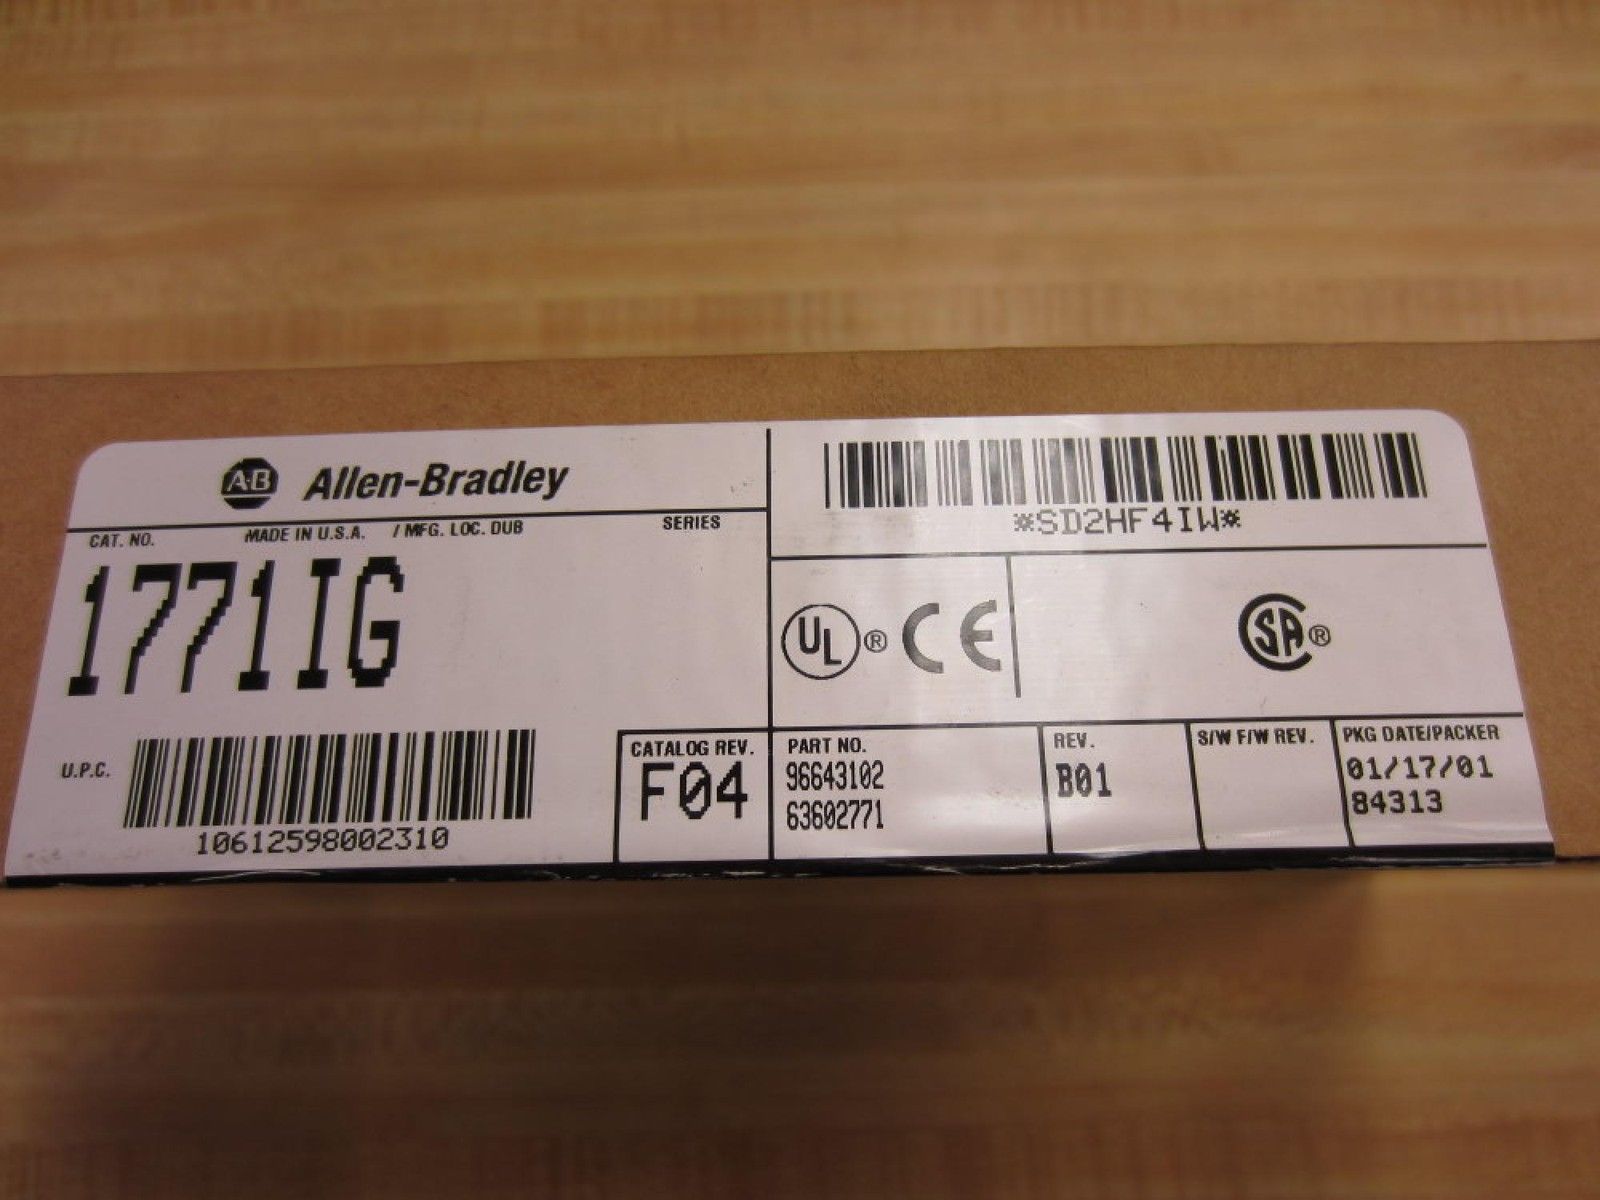 A-B Allen-Bradley
CAT. NO. MADE IN U.S.A. / MFG. LOC. DUB SERIES
1771IG
U.P.C.
10612598002310
CATALOG REV.
F04
*SD2HF4IW*
UL ® CE
SA ®
PART NO.
96643102
63602771
REV.
B01
S/W F/W REV.
PKG DATE/PACKER
01/17/01
84313